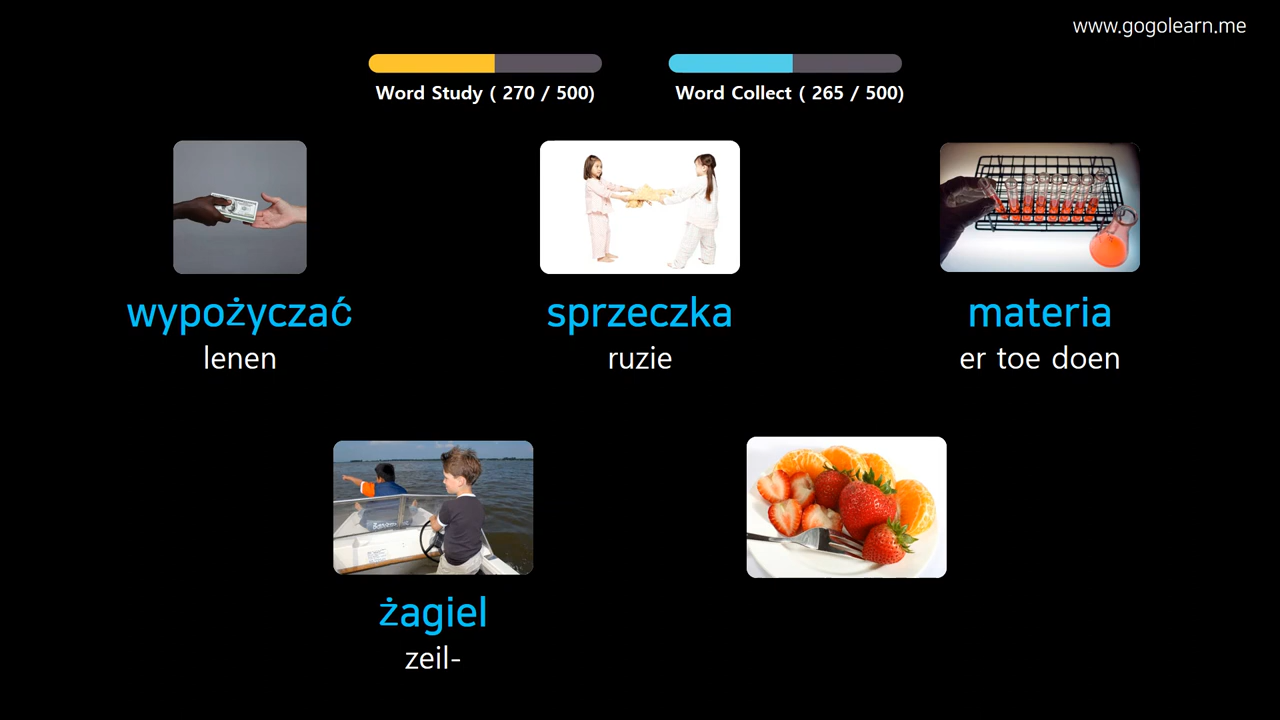 www.gogolearn.me
Word Study ( 270 / 500)
Word Collect ( 265 / 500)
wypożyczać
lenen
sprzeczka
ruzie
materia
er toe doen
żagiel
zeil-